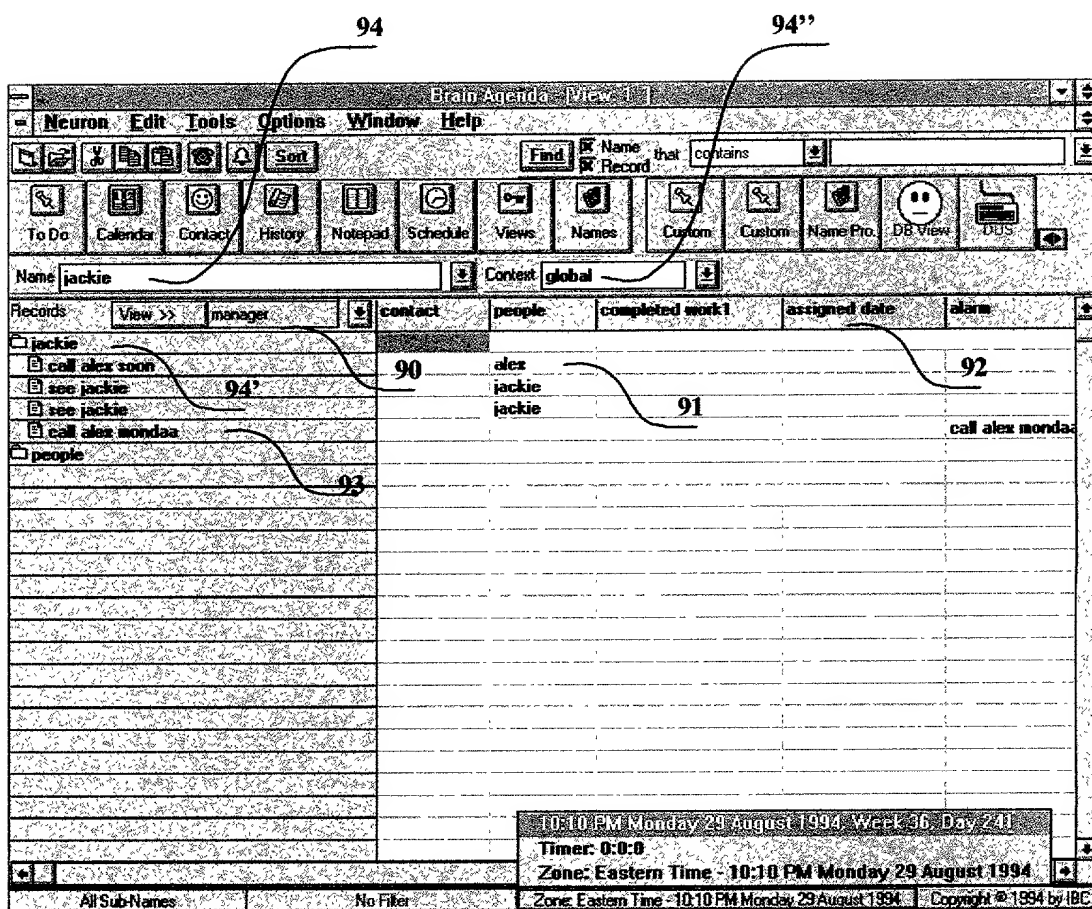 94 94”
Brain Agenda - [View: 1 ]
Neuron Edit Tools Options Window Help
Sort Find Name Record that contains
To Do Calendar Contact History Notepad Schedule Views Names Custom Custom Name Pro. DB View DUS
Name jackie Context global
Records View >> manager contact people completed work1 assigned date alarm
jackie
call alex soon 90 alex 92
see jackie 94’ jackie
see jackie jackie 91
call alex mondaa call alex mondaa
people
93
10:10 PM Monday 29 August 1994, Week 36, Day 241
Timer: 0:0:0
Zone: Eastern Time - 10:10 PM Monday 29 August 1994
All Sub-Names No Filter Zone: Eastern Time - 10:10 PM Monday 29 August 1994 Copyright © 1994 by